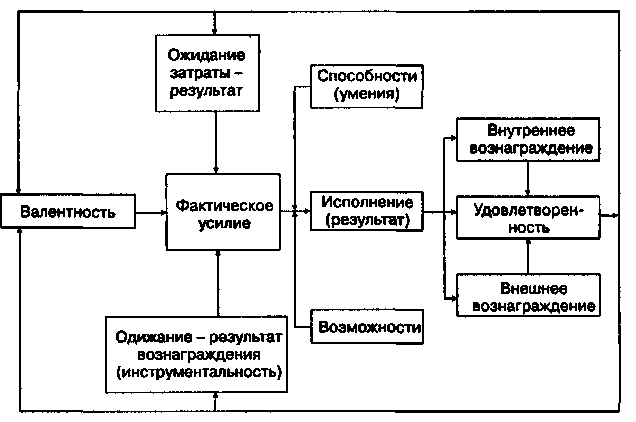 Ожидание
затраты –
результат
Способности
(умения)
Внутреннее
вознаграждение
Валентность
Фактическое
усилие
Исполнение
(результат)
Удовлетворен-
ность
Внешнее
вознаграждение
Возможности
Одижание – результат
вознаграждения
(инструментальность)